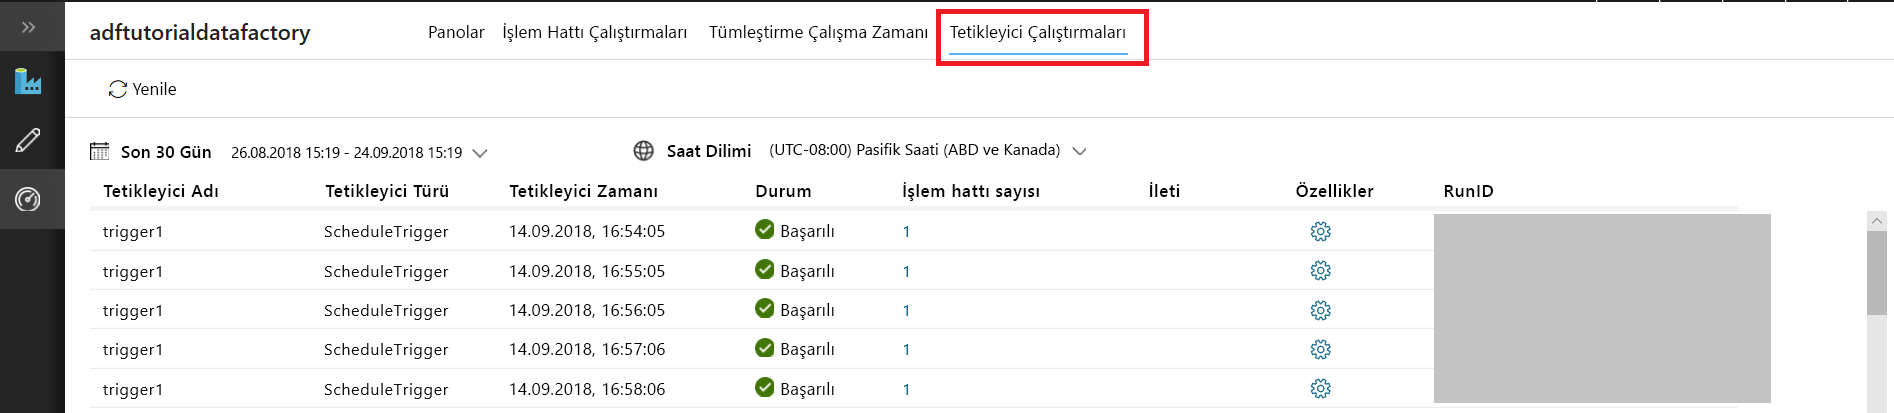 adftutorialdatafactory Panolar İşlem Hattı Çalıştırmaları Tümleştirme Çalışma Zamanı Tetikleyici Çalıştırmaları
Yenile
Son 30 Gün 26.08.2018 15:19 - 24.09.2018 15:19 Saat Dilimi (UTC-08:00) Pasifik Saati (ABD ve Kanada)
Tetikleyici Adı Tetikleyici Türü Tetikleyici Zamanı Durum İşlem hattı sayısı İleti Özellikler RunID
trigger1 ScheduleTrigger 14.09.2018, 16:54:05 Başarılı 1
trigger1 ScheduleTrigger 14.09.2018, 16:55:05 Başarılı 1
trigger1 ScheduleTrigger 14.09.2018, 16:56:05 Başarılı 1
trigger1 ScheduleTrigger 14.09.2018, 16:57:06 Başarılı 1
trigger1 ScheduleTrigger 14.09.2018, 16:58:06 Başarılı 1